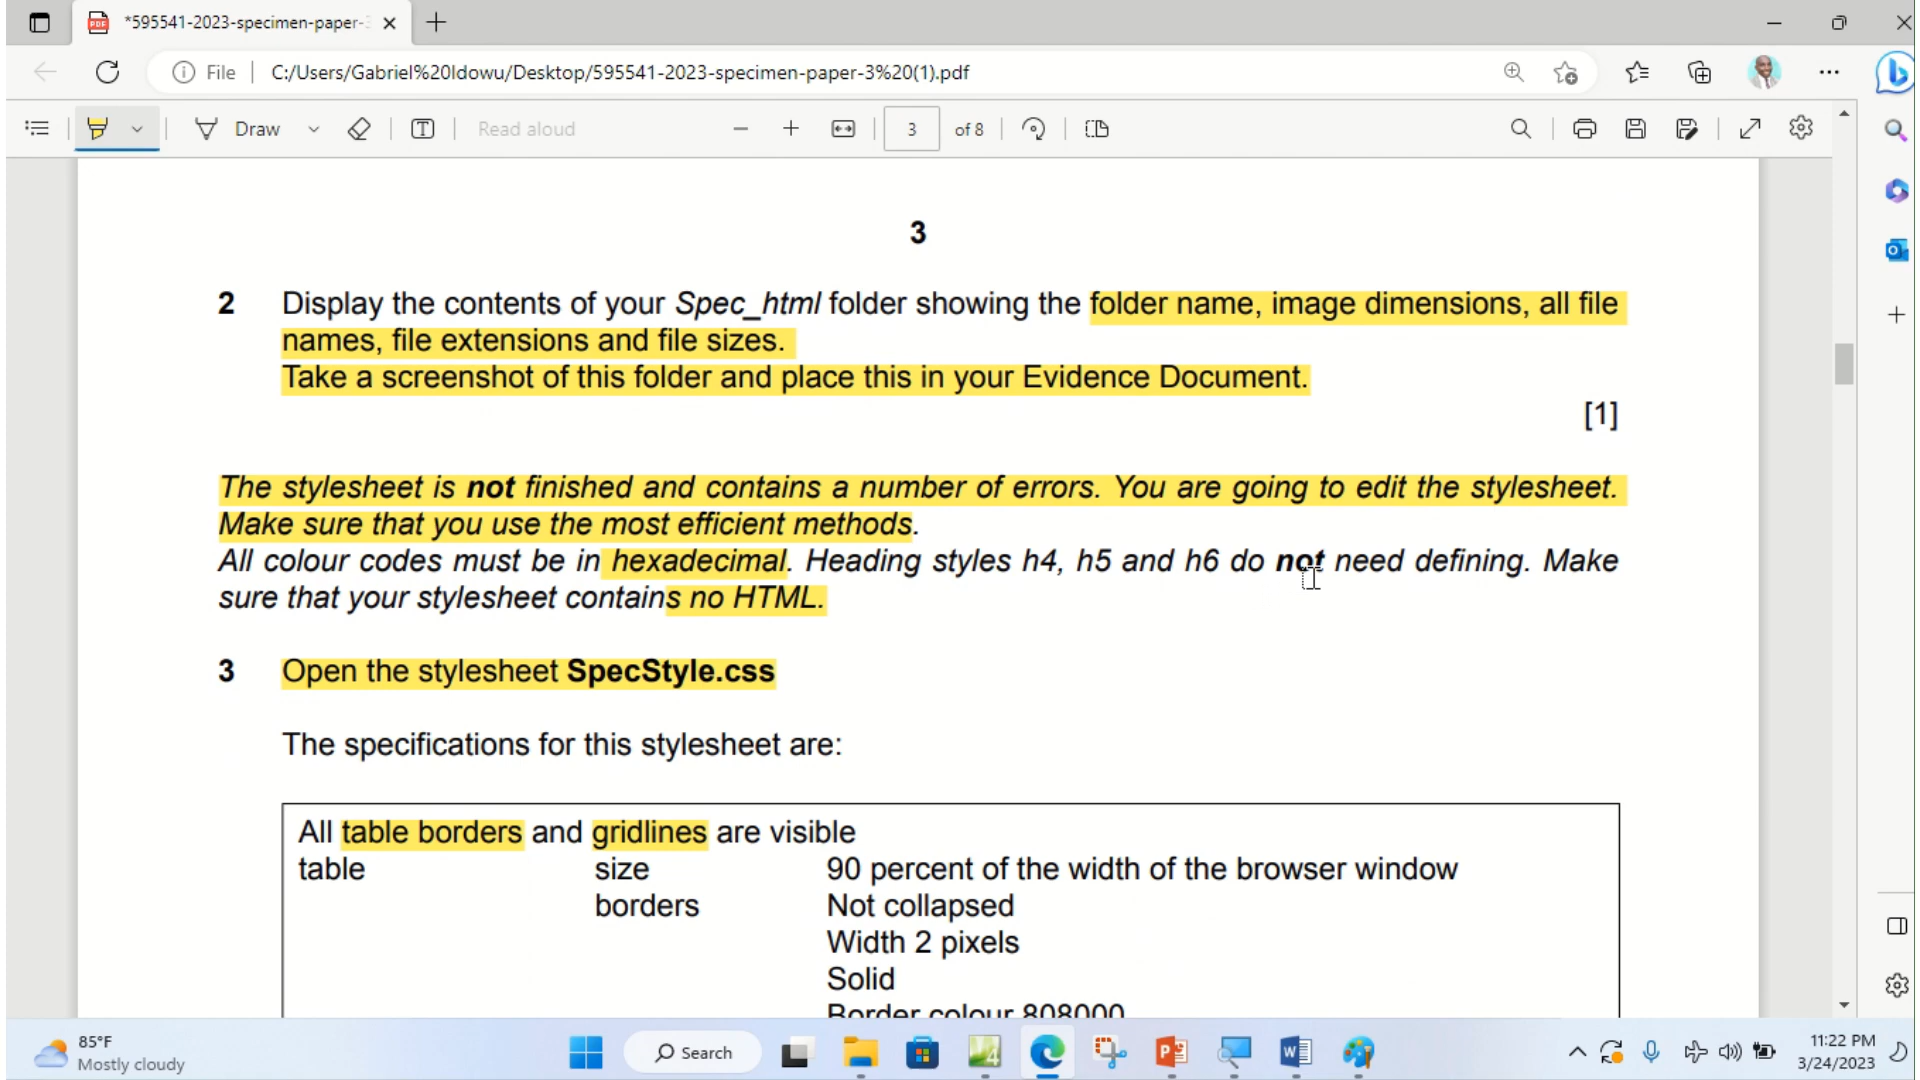 *595541-2023-specimen-paper-3
File
C:/Users/Gabriel%20Idowu/Desktop/595541-2023-specimen-paper-3%20(1).pdf
Draw
Read aloud
3
of 8
3
2 Display the contents of your Spec_html folder showing the folder name, image dimensions, all file
names, file extensions and file sizes.
Take a screenshot of this folder and place this in your Evidence Document.
[1]
The stylesheet is not finished and contains a number of errors. You are going to edit the stylesheet.
Make sure that you use the most efficient methods.
All colour codes must be in hexadecimal. Heading styles h4, h5 and h6 do not need defining. Make
sure that your stylesheet contains no HTML.
3 Open the stylesheet SpecStyle.css
The specifications for this stylesheet are:
All table borders and gridlines are visible
table size 90 percent of the width of the browser window
borders Not collapsed
Width 2 pixels
Solid
Border colour 808000
85°F
Mostly cloudy
Search
11:22 PM
3/24/2023